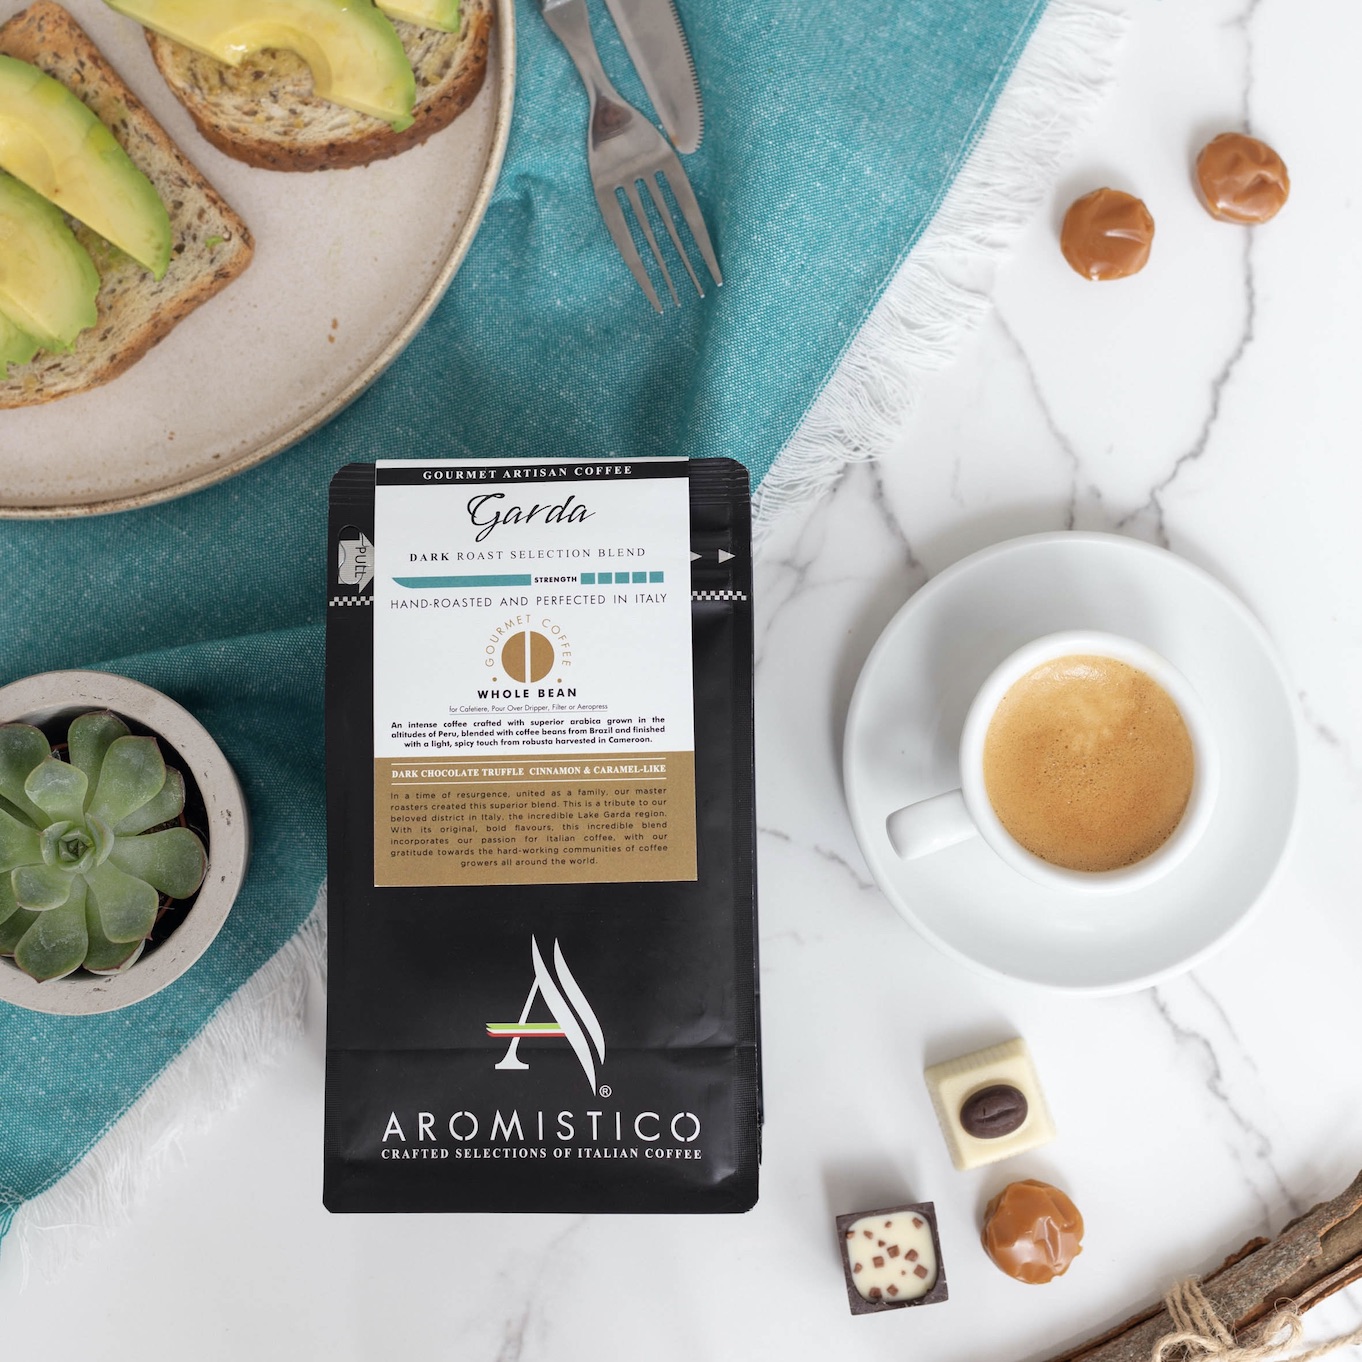 GOURMET ARTISAN COFFEE
Garda
DARK ROAST SELECTION BLEND
PULL
STRENGTH
HAND-ROASTED AND PERFECTED IN ITALY
GOURMET COFFEE
WHOLE BEAN
for Cafetiere, Pour Over Dripper, Filter or Aeropress
An intense coffee crafted with superior arabica grown in the
altitudes of Peru, blended with coffee beans from Brazil and finished
with a light, spicy touch from robusta harvested in Cameroon.
DARK CHOCOLATE TRUFFLE CINNAMON & CARAMEL-LIKE
In a time of resurgence, united as a family, our master
roasters created this superior blend. This is a tribute to our
beloved district in Italy, the incredible Lake Garda region.
With its original, bold flavours, this incredible blend
incorporates our passion for Italian coffee, with our
gratitude towards the hard-working communities of coffee
growers all around the world.
A®
AROMISTICO
CRAFTED SELECTIONS OF ITALIAN COFFEE